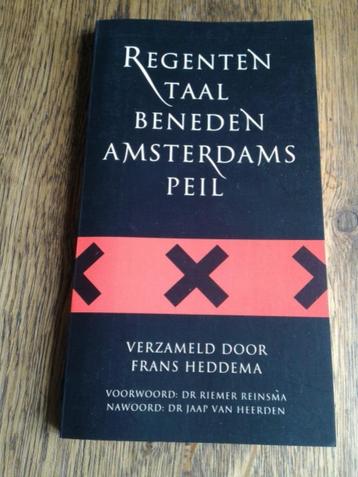 REGENTEN
TAAL
BENEDEN
AMSTERDAMS
PEIL
VERZAMELD DOOR
FRANS HEDDEMA
VOORWOORD: DR RIEMER REINSMA
NAWOORD: DR JAAP VAN HEERDEN